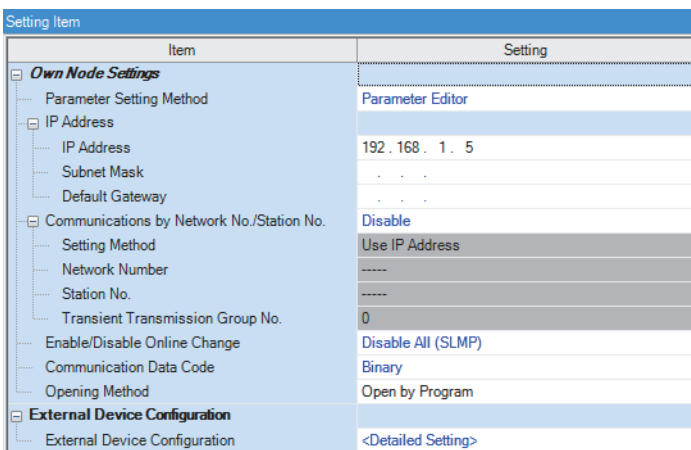 Setting Item
Item Setting
Own Node Settings
Parameter Setting Method Parameter Editor
IP Address
IP Address 192 . 168 . 1 . 5
Subnet Mask . . .
Default Gateway . . .
Communications by Network No./Station No. Disable
Setting Method Use IP Address
Network Number -----
Station No. -----
Transient Transmission Group No. 0
Enable/Disable Online Change Disable All (SLMP)
Communication Data Code Binary
Opening Method Open by Program
External Device Configuration
External Device Configuration <Detailed Setting>